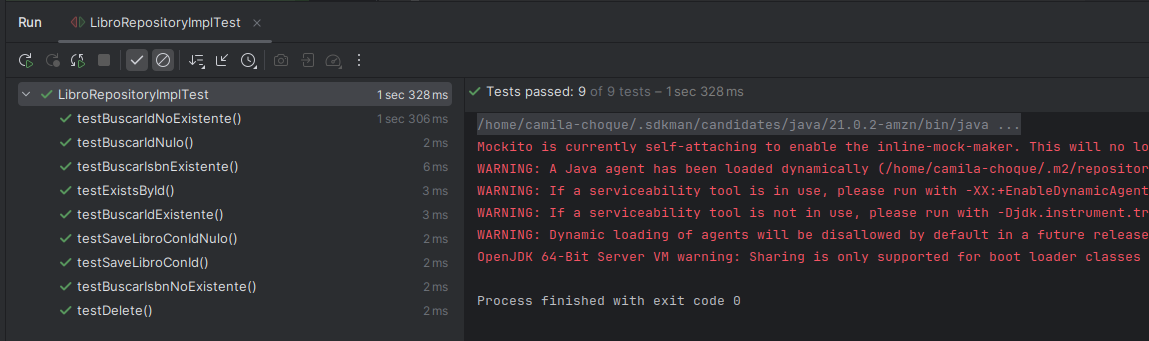 Run LibroRepositoryImplTest
LibroRepositoryImplTest 1 sec 328 ms
testBuscarIdNoExistente() 1 sec 306 ms
testBuscarIdNulo() 2 ms
testBuscarIsbnExistente() 6 ms
testExistsById() 3 ms
testBuscarIdExistente() 3 ms
testSaveLibroConIdNulo() 2 ms
testSaveLibroConId() 2 ms
testBuscarIsbnNoExistente() 2 ms
testDelete() 2 ms
Tests passed: 9 of 9 tests – 1 sec 328 ms
/home/camila-choque/.sdkman/candidates/java/21.0.2-amzn/bin/java ...
Mockito is currently self-attaching to enable the inline-mock-maker. This will no lo
WARNING: A Java agent has been loaded dynamically (/home/camila-choque/.m2/repositor
WARNING: If a serviceability tool is in use, please run with -XX:+EnableDynamicAgent
WARNING: If a serviceability tool is not in use, please run with -Djdk.instrument.tr
WARNING: Dynamic loading of agents will be disallowed by default in a future release
OpenJDK 64-Bit Server VM warning: Sharing is only supported for boot loader classes
Process finished with exit code 0